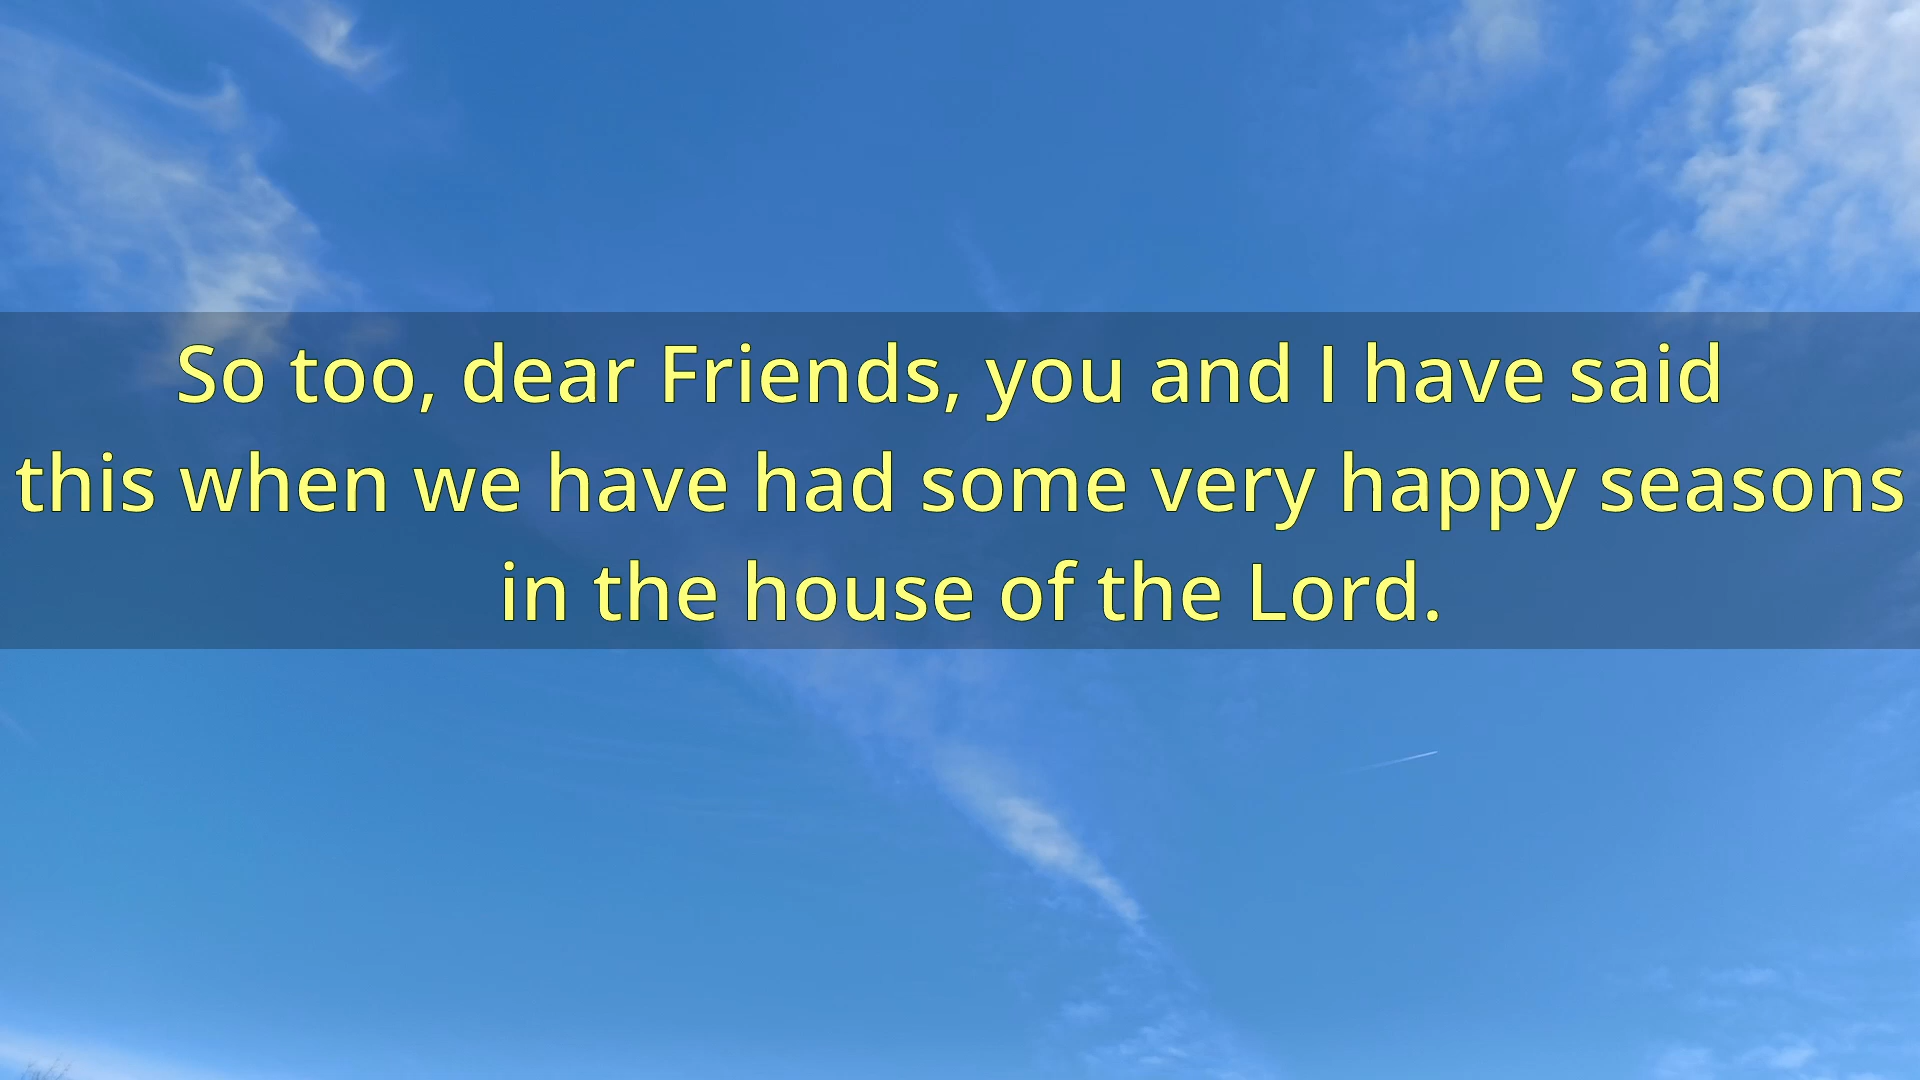 So too, dear Friends, you and I have said
this when we have had some very happy seasons
in the house of the Lord.